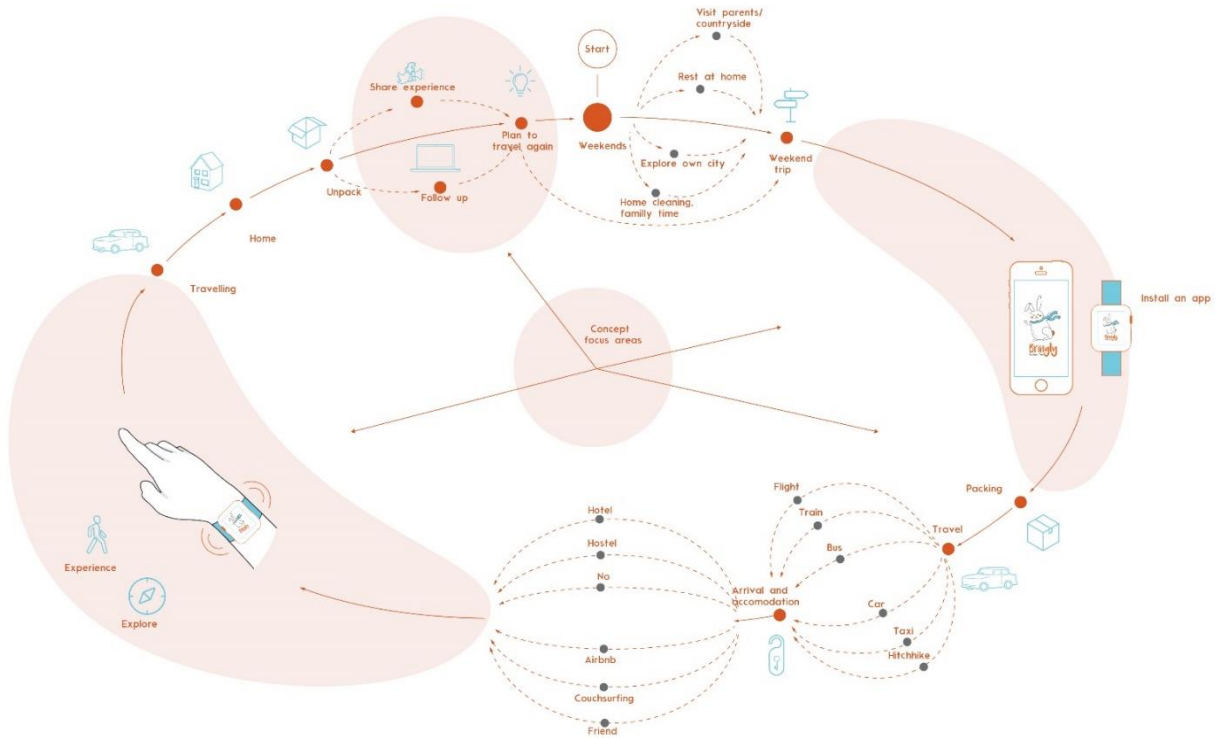 Start
Weekends
Visit parents/
countryside
Rest at home
Explore own city
Home cleaning,
familly time
Weekend
trip
Install an app
Bringly
Packing
Travel
Flight
Train
Bus
Car
Taxi
Hitchhike
Arrival and
accomodation
Hotel
Hostel
No
Airbnb
Couchsurfing
Friend
Experience
Explore
Travelling
Home
Unpack
Share experience
Follow up
Plan to
travel again
Concept
focus areas